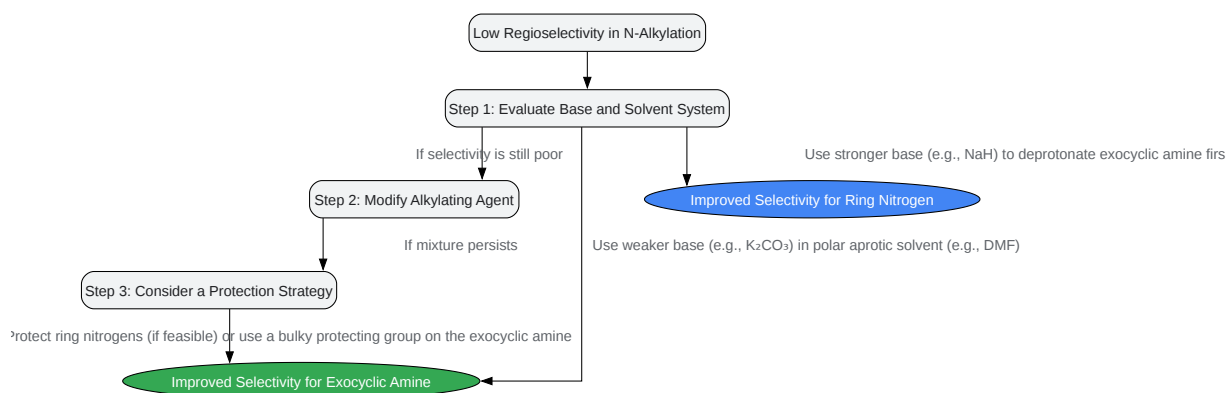 Low Regioselectivity in N-Alkylation
Step 1: Evaluate Base and Solvent System
If selectivity is still poor
Use stronger base (e.g., NaH) to deprotonate exocyclic amine firs
Step 2: Modify Alkylating Agent
Improved Selectivity for Ring Nitrogen
If mixture persists
Use weaker base (e.g., K₂CO₃) in polar aprotic solvent (e.g., DMF)
Step 3: Consider a Protection Strategy
Protect ring nitrogens (if feasible) or use a bulky protecting group on the exocyclic amine
Improved Selectivity for Exocyclic Amine